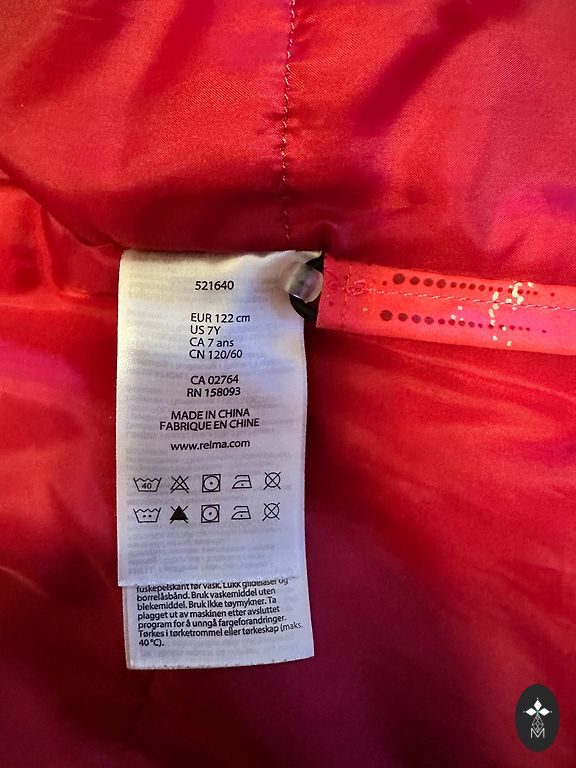 521640
EUR 122 cm
US 7Y
CA 7 ans
CN 120/60
CA 02764
RN 158093
MADE IN CHINA
FABRIQUE EN CHINE
www.reima.com
40
fuskepelskant før vask. Lukk glidelåser og
borrelåsbånd. Bruk vaskemiddel uten
blekemiddel. Bruk ikke tøymykner. Ta
plagget ut av maskinen etter avsluttet
program for å unngå fargeforandringer.
Tørkes i tørketrommel eller tørkeskap (maks.
40 °C).
M